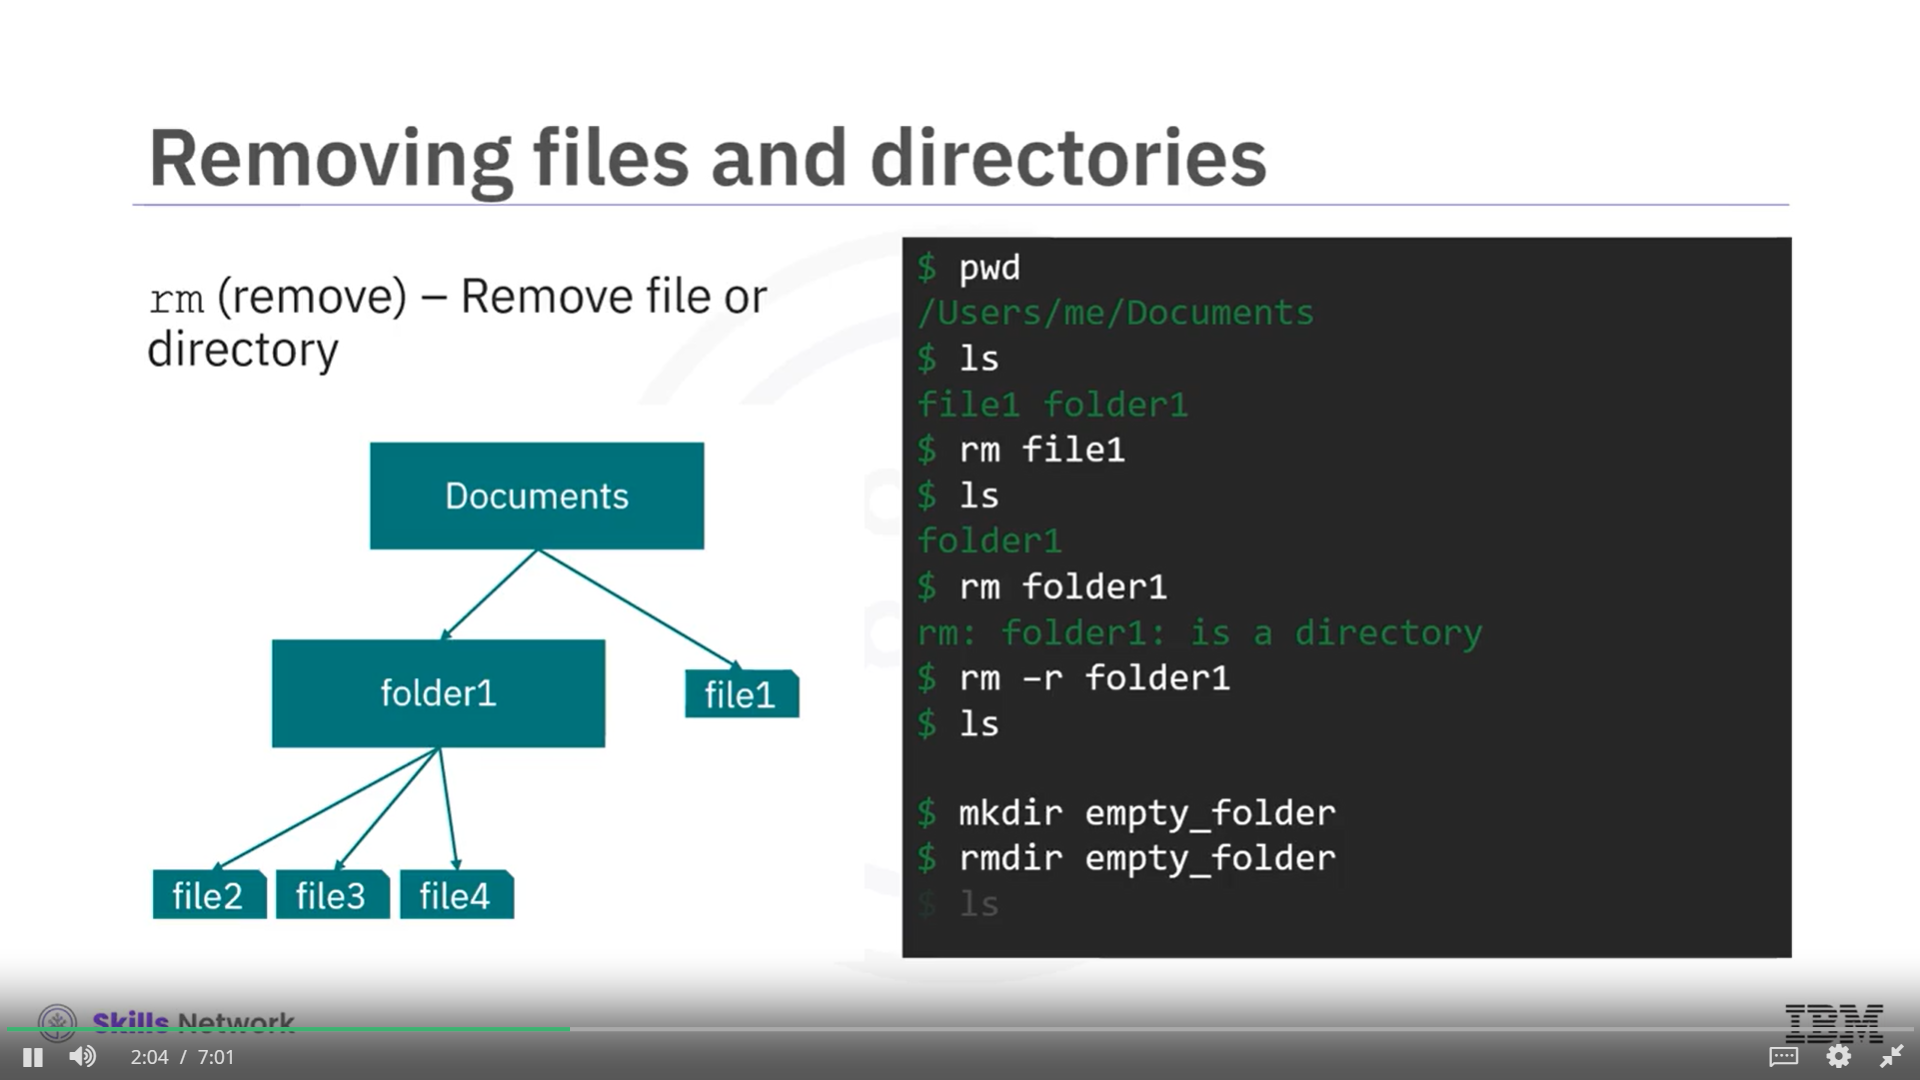 Removing files and directories
rm (remove) – Remove file or
directory
Documents
folder1
file1
file2 file3 file4
$ pwd
/Users/me/Documents
$ ls
file1 folder1
$ rm file1
$ ls
folder1
$ rm folder1
rm: folder1: is a directory
$ rm –r folder1
$ ls
$ mkdir empty_folder
$ rmdir empty_folder
$ ls
Skills Network
IBM
2:04 / 7:01